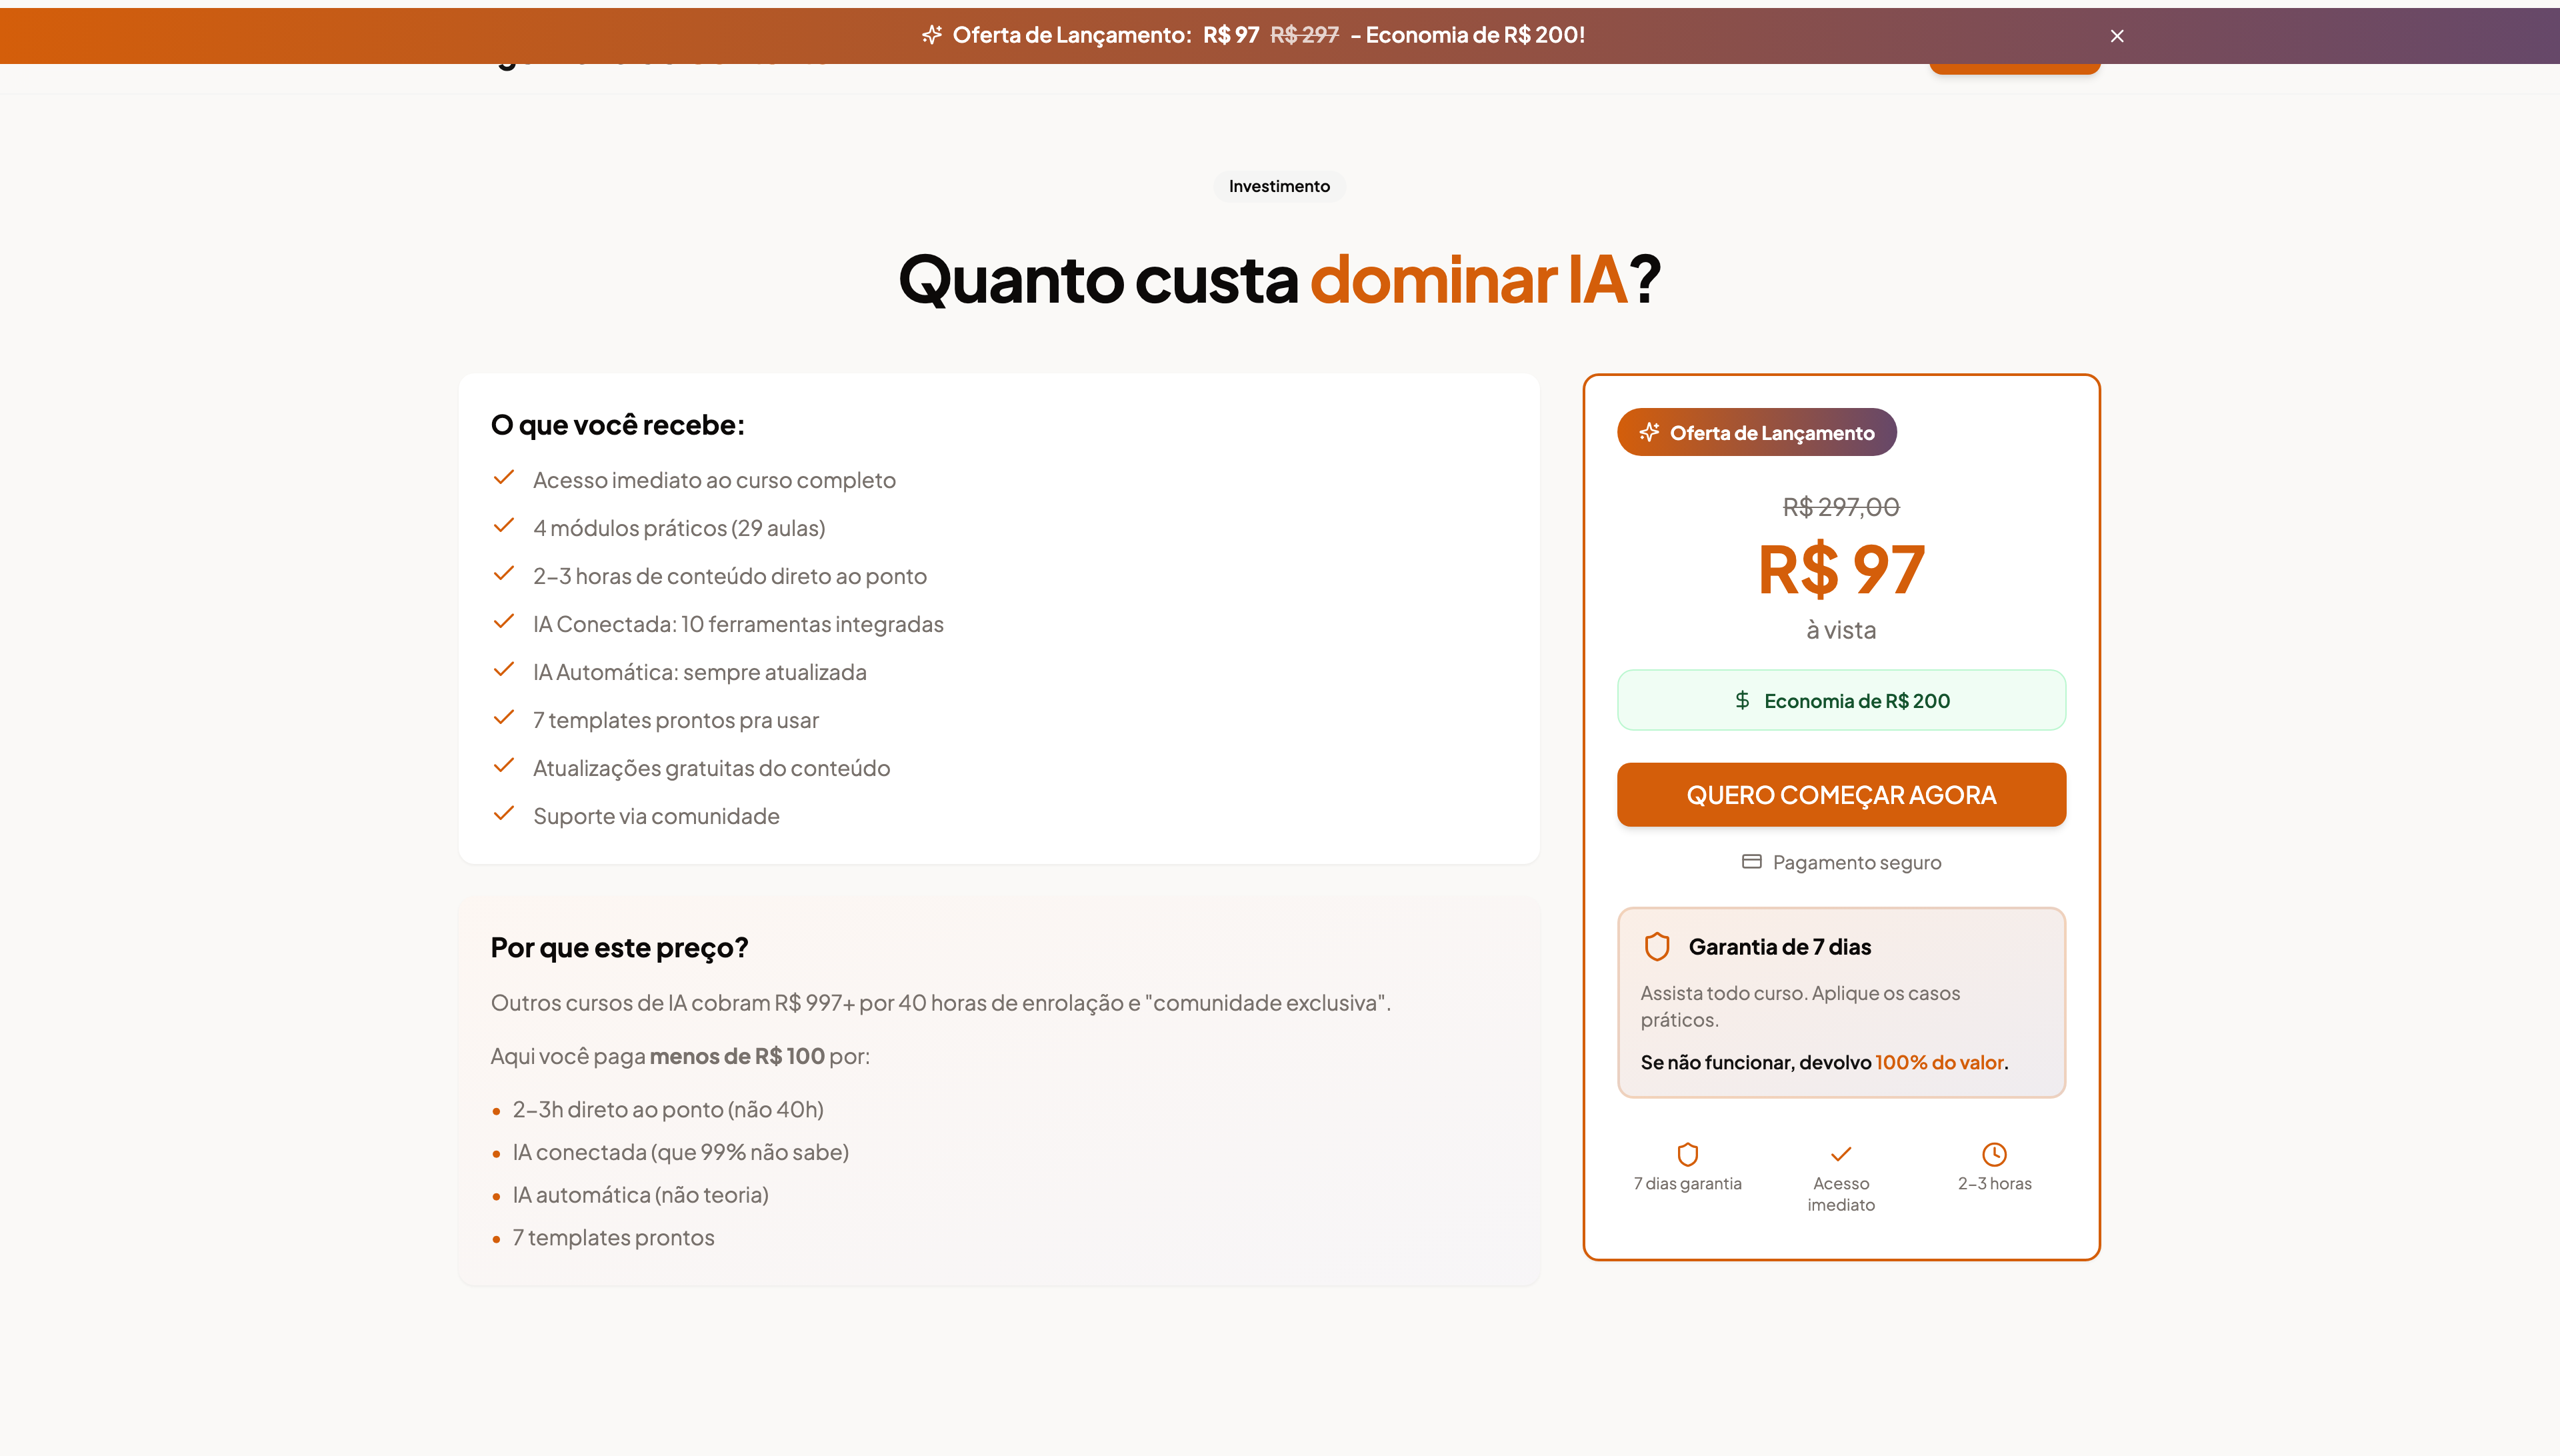 Oferta de Lançamento: R$ 97 R$ 297 - Economia de R$ 200!
Investimento
Quanto custa dominar IA?
O que você recebe:
Acesso imediato ao curso completo
4 módulos práticos (29 aulas)
2-3 horas de conteúdo direto ao ponto
IA Conectada: 10 ferramentas integradas
IA Automática: sempre atualizada
7 templates prontos pra usar
Atualizações gratuitas do conteúdo
Suporte via comunidade
Por que este preço?
Outros cursos de IA cobram R$ 997+ por 40 horas de enrolação e "comunidade exclusiva".
Aqui você paga menos de R$ 100 por:
• 2-3h direto ao ponto (não 40h)
• IA conectada (que 99% não sabe)
• IA automática (não teoria)
• 7 templates prontos
Oferta de Lançamento
R$ 297,00
R$ 97
à vista
Economia de R$ 200
QUERO COMEÇAR AGORA
Pagamento seguro
Garantia de 7 dias
Assista todo curso. Aplique os casos
práticos.
Se não funcionar, devolvo 100% do valor.
7 dias garantia
Acesso
imediato
2-3 horas